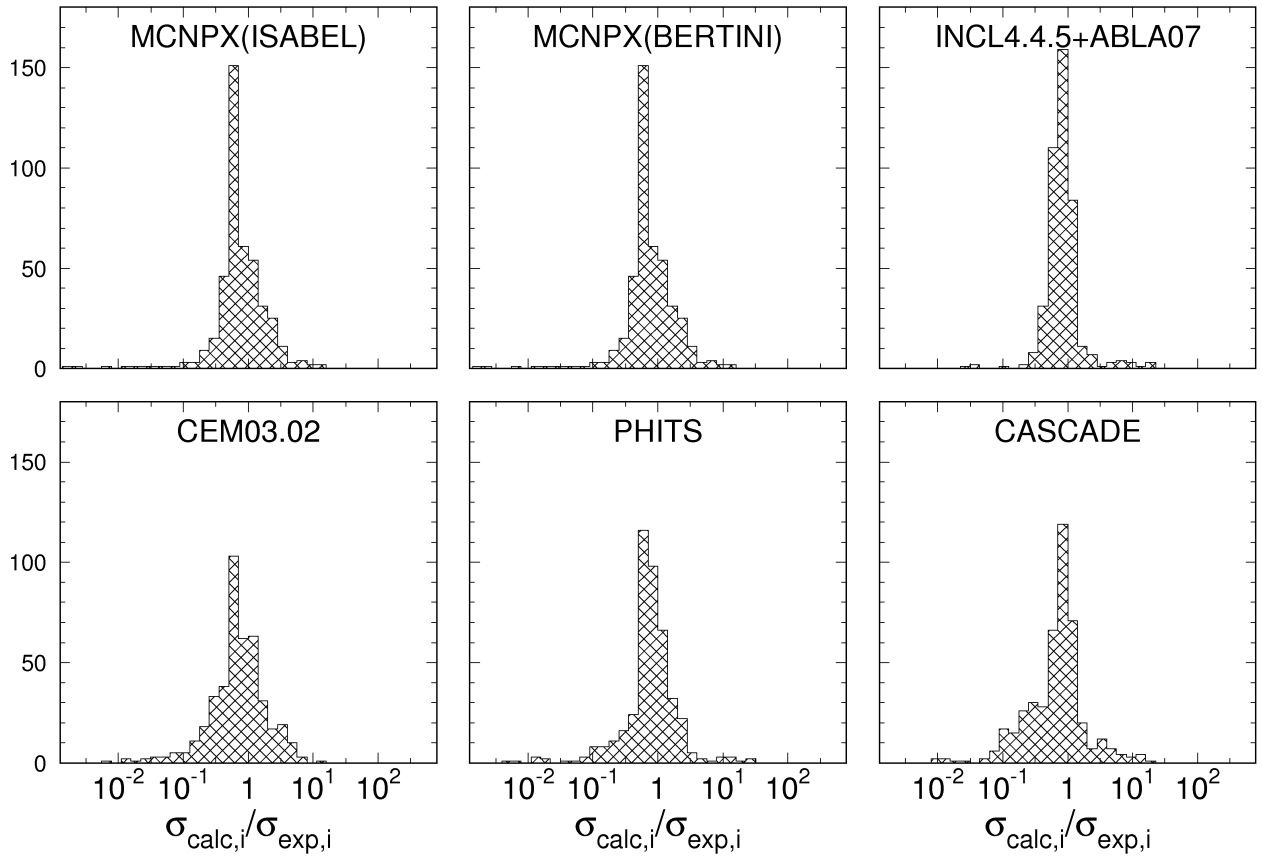 MCNPX(ISABEL)
MCNPX(BERTINI)
INCL4.4.5+ABLA07
150
100
50
0
CEM03.02
PHITS
CASCADE
150
100
50
0
10⁻² 10⁻¹ 1 10¹ 10²
10⁻² 10⁻¹ 1 10¹ 10²
10⁻² 10⁻¹ 1 10¹ 10²
σcalc,i/σexp,i
σcalc,i/σexp,i
σcalc,i/σexp,i